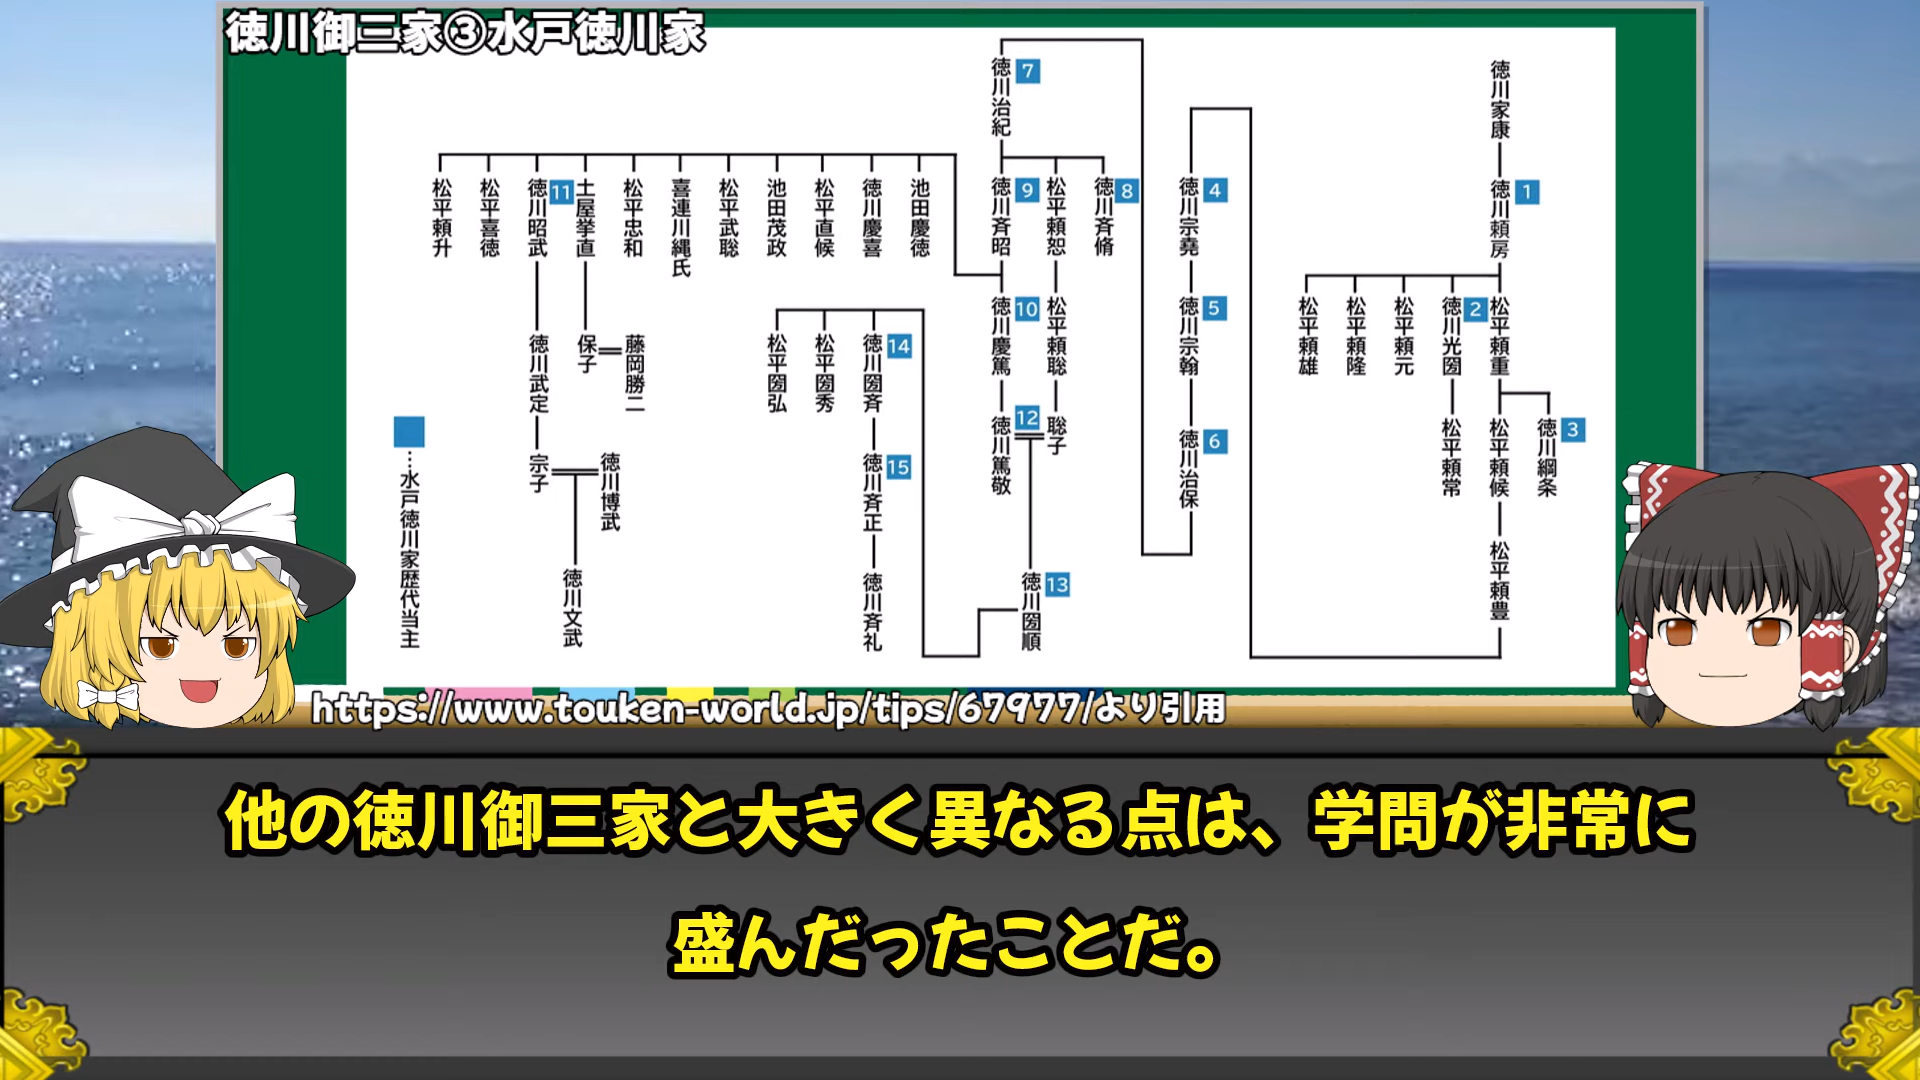 徳川御三家③水戸徳川家
徳川家康
1
徳川頼房
松平頼重
2
徳川光圀
松平頼元
松平頼隆
松平頼雄
3
徳川綱条
松平頼候
松平頼常
松平頼豊
4
徳川宗堯
5
徳川宗翰
6
徳川治保
7
徳川治紀
8
徳川斉脩
松平頼恕
9
徳川斉昭
松平頼聡
10
徳川慶篤
聡子
12
徳川篤敬
13
徳川圀順
池田慶徳
徳川慶喜
松平直候
池田茂政
松平武聡
喜連川縄氏
松平忠和
土屋挙直
11
徳川昭武
松平喜徳
松平頼升
14
徳川圀斉
松平圀秀
松平圀弘
15
徳川斉正
徳川斉礼
藤岡勝二
保子
徳川武定
徳川博武
宗子
徳川文武
…水戸徳川家歴代当主
https://www.touken-world.jp/tips/67977/より引用
他の徳川御三家と大きく異なる点は、学問が非常に
盛んだったことだ。